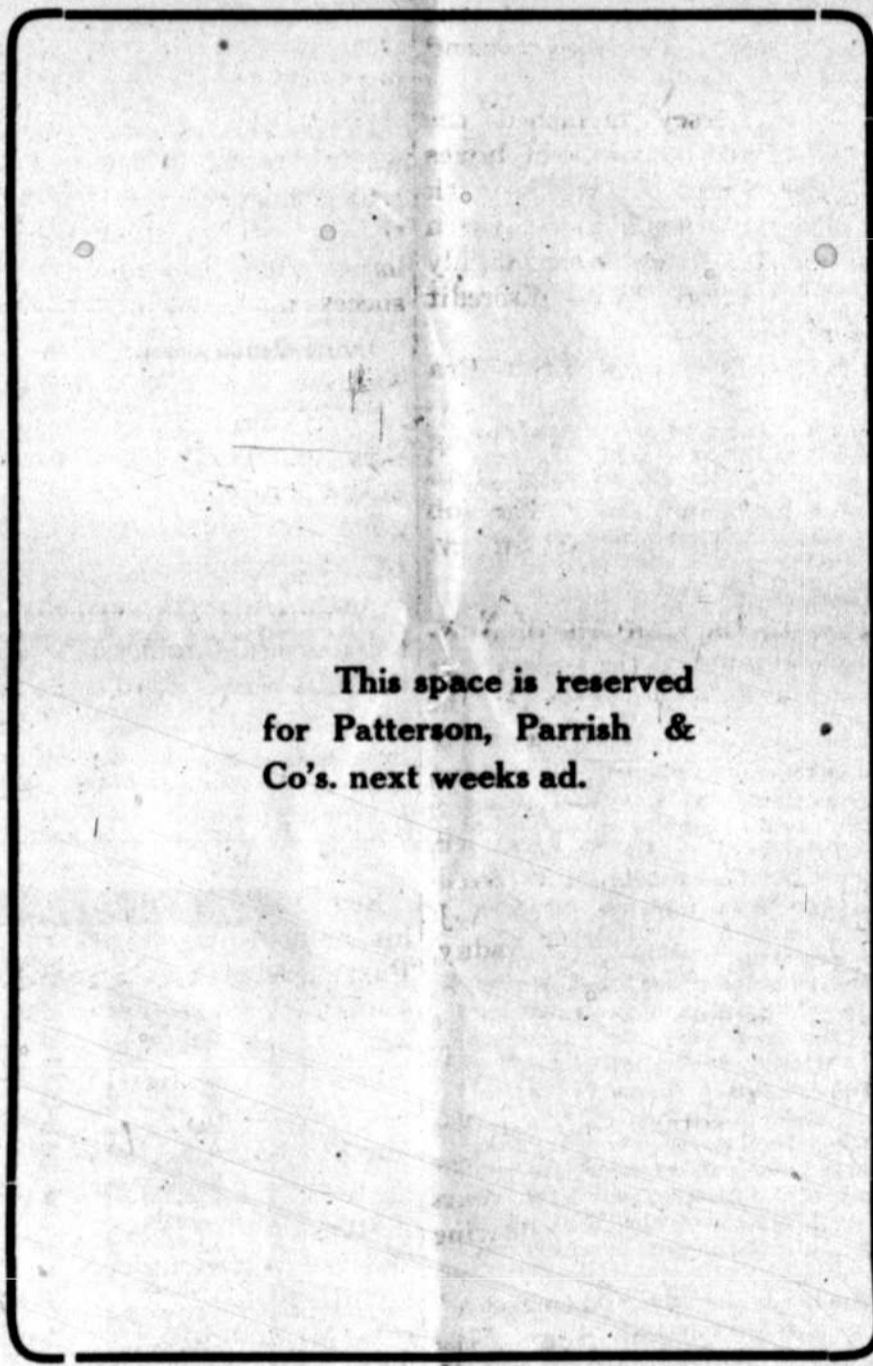 This space is reserved
for Patterson, Parrish &
Co's. next weeks ad.